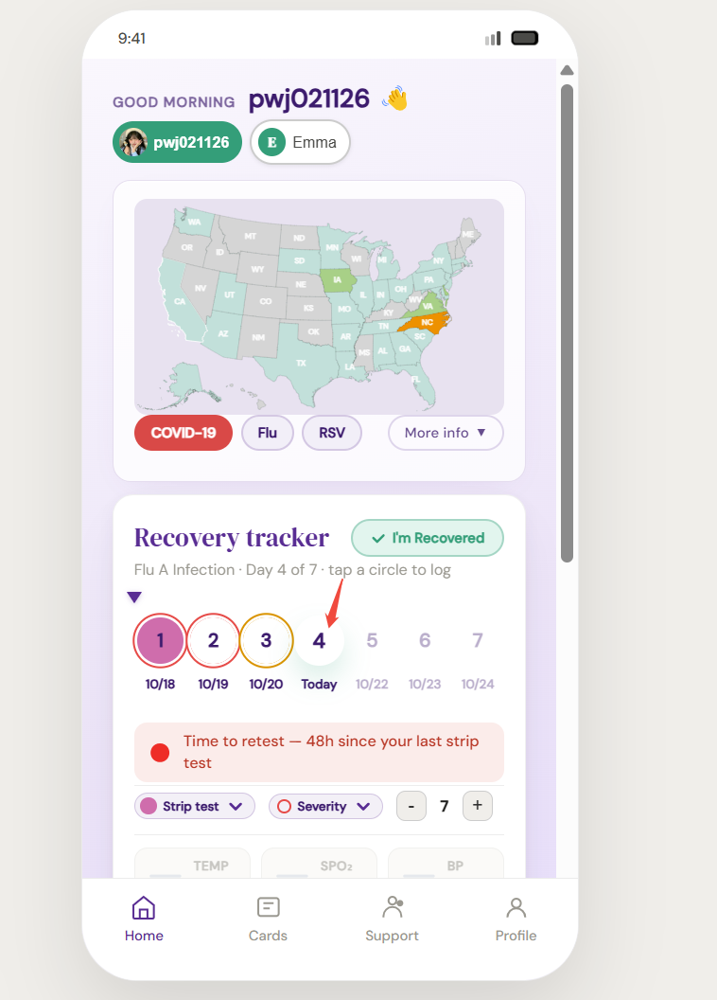 9:41
GOOD MORNING pwj021126 👋
pwj021126 E Emma
WA
MT
ND
MN
ME
OR
ID
SD
WI
MI
NY
WY
IA
PA
NE
NV
UT
IL
IN
OH
CA
CO
WV
VA
KS
MO
KY
NC
TN
AZ
NM
OK
AR
SC
MS
AL
GA
TX
LA
FL
COVID-19 Flu RSV More info ▼
Recovery tracker ✓ I'm Recovered
Flu A Infection · Day 4 of 7 · tap a circle to log
1 2 3 4 5 6 7
10/18 10/19 10/20 Today 10/22 10/23 10/24
Time to retest — 48h since your last strip
test
Strip test Severity - 7 +
TEMP SPO₂ BP
Home Cards Support Profile